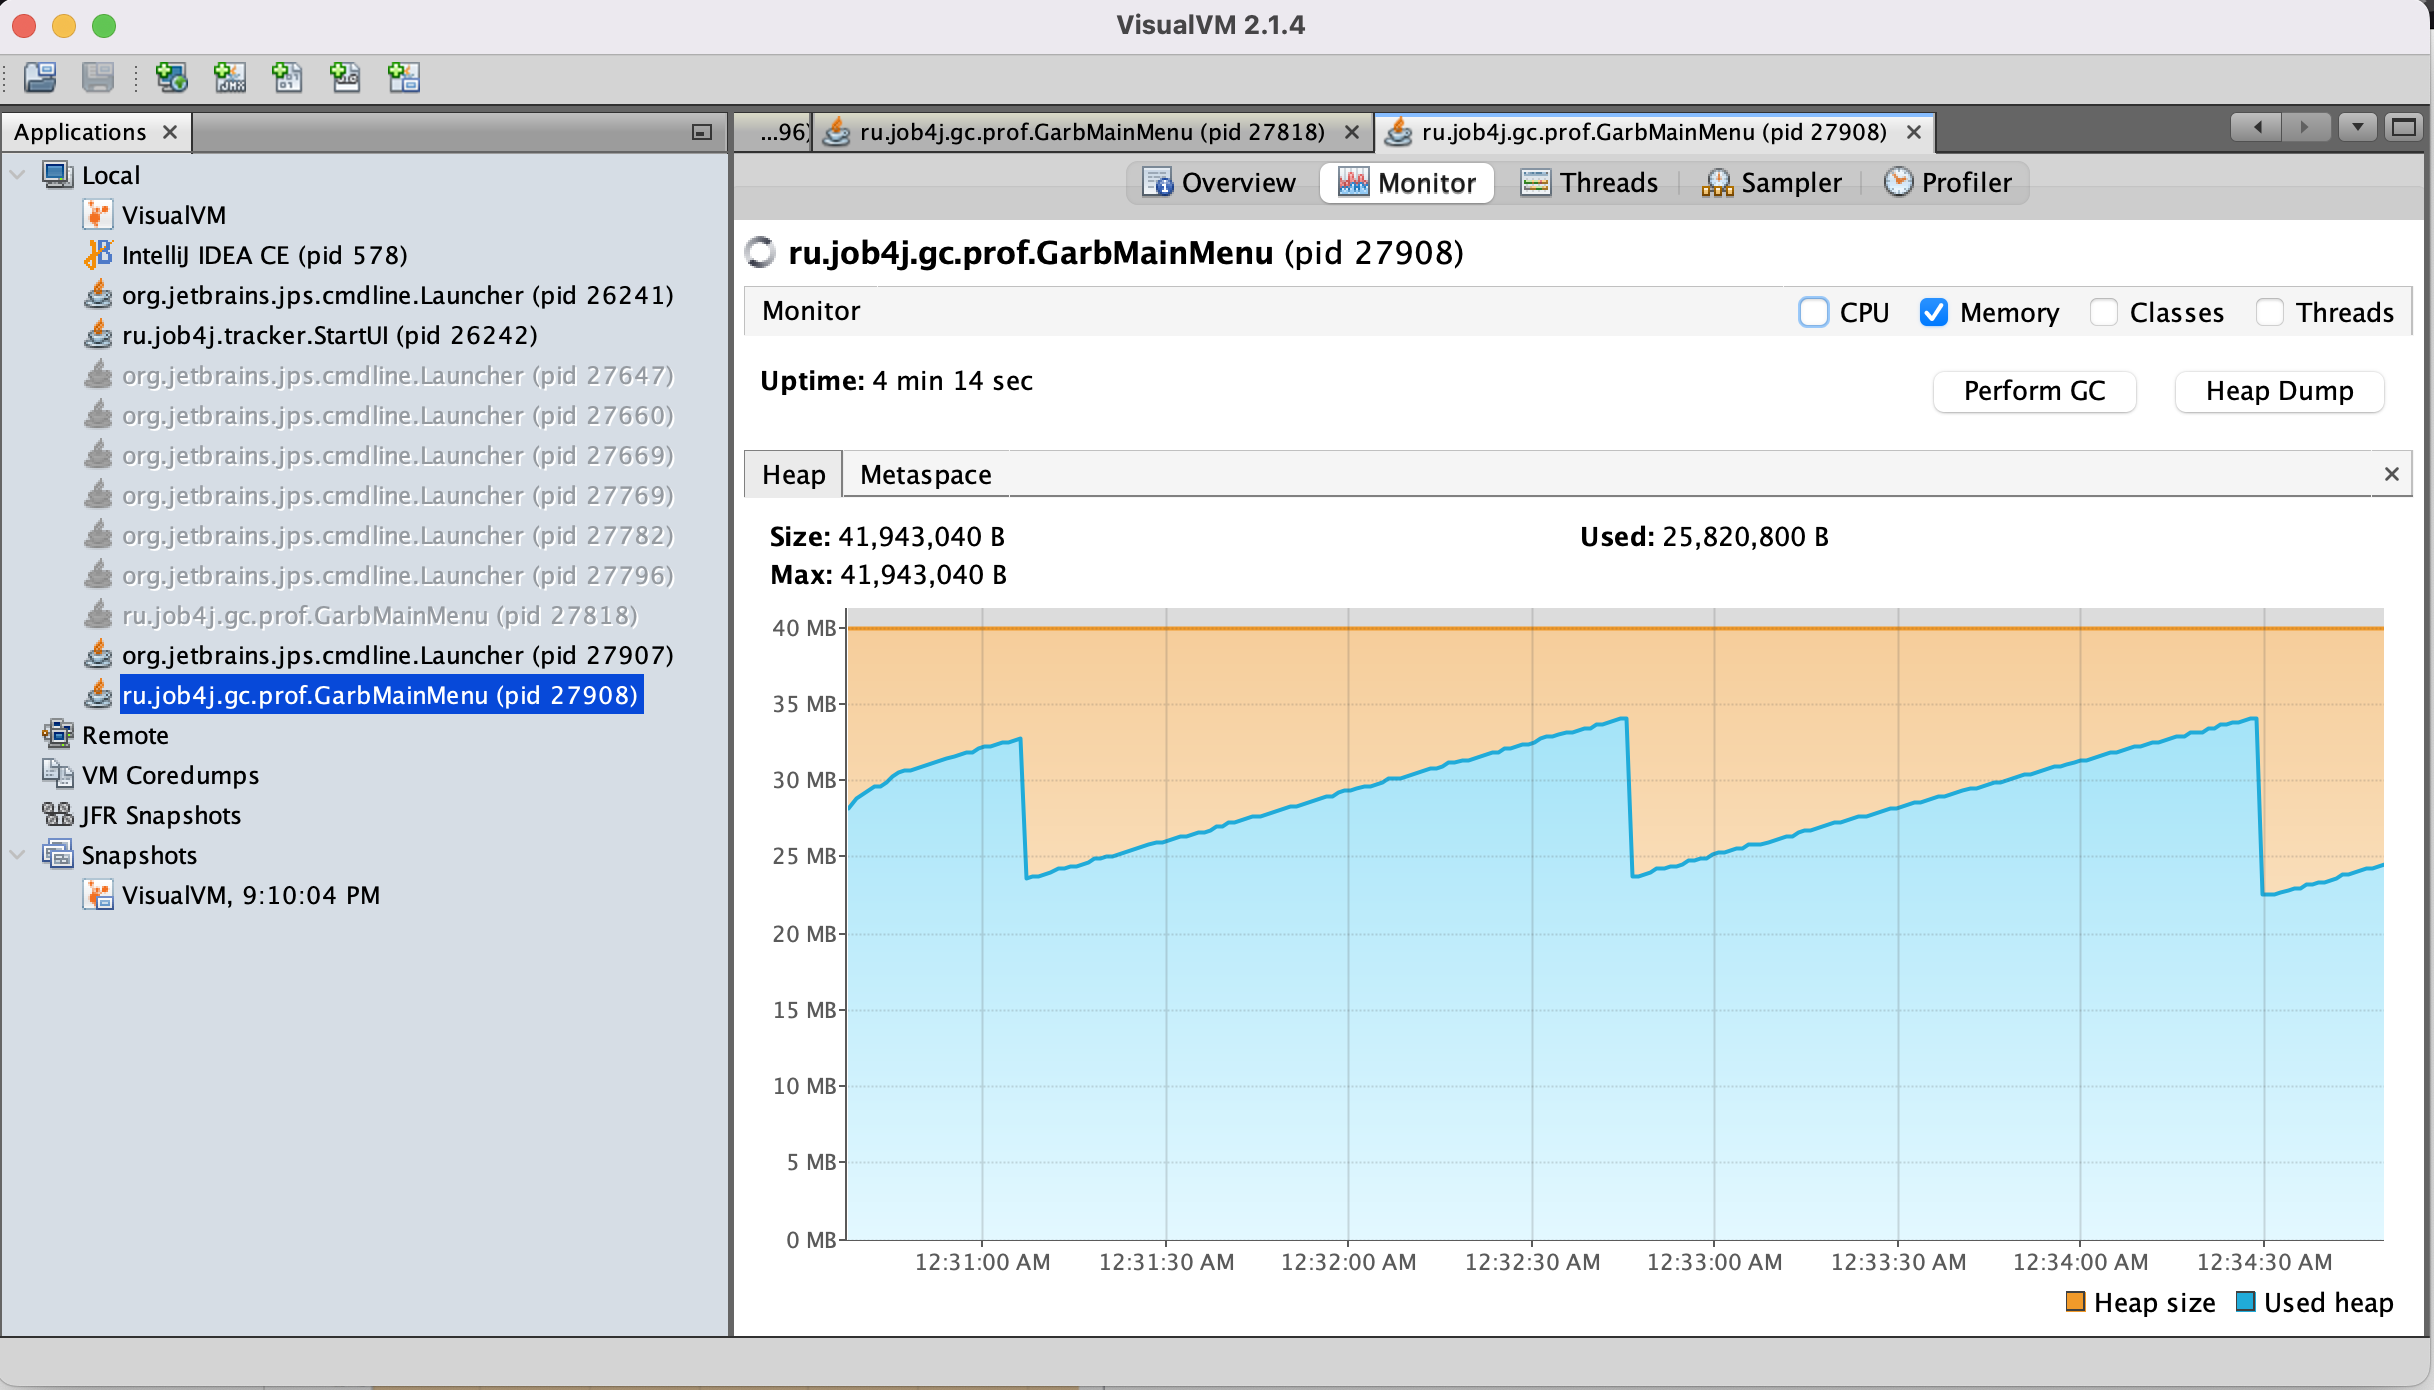 VisualVM 2.1.4
Applications
Local
VisualVM
IntelliJ IDEA CE (pid 578)
org.jetbrains.jps.cmdline.Launcher (pid 26241)
ru.job4j.tracker.StartUI (pid 26242)
org.jetbrains.jps.cmdline.Launcher (pid 27647)
org.jetbrains.jps.cmdline.Launcher (pid 27660)
org.jetbrains.jps.cmdline.Launcher (pid 27669)
org.jetbrains.jps.cmdline.Launcher (pid 27769)
org.jetbrains.jps.cmdline.Launcher (pid 27782)
org.jetbrains.jps.cmdline.Launcher (pid 27796)
ru.job4j.gc.prof.GarbMainMenu (pid 27818)
org.jetbrains.jps.cmdline.Launcher (pid 27907)
ru.job4j.gc.prof.GarbMainMenu (pid 27908)
Remote
VM Coredumps
JFR Snapshots
Snapshots
VisualVM, 9:10:04 PM
...96) ru.job4j.gc.prof.GarbMainMenu (pid 27818) ru.job4j.gc.prof.GarbMainMenu (pid 27908)
Overview Monitor Threads Sampler Profiler
ru.job4j.gc.prof.GarbMainMenu (pid 27908)
Monitor CPU Memory Classes Threads
Uptime: 4 min 14 sec Perform GC Heap Dump
Heap Metaspace
Size: 41,943,040 B Used: 25,820,800 B
Max: 41,943,040 B
40 MB
35 MB
30 MB
25 MB
20 MB
15 MB
10 MB
5 MB
0 MB
12:31:00 AM 12:31:30 AM 12:32:00 AM 12:32:30 AM 12:33:00 AM 12:33:30 AM 12:34:00 AM 12:34:30 AM
Heap size Used heap